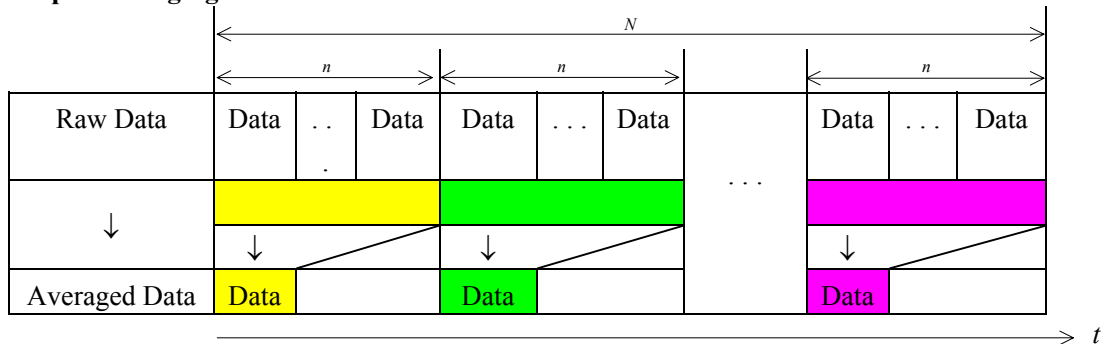 N
n n n
Raw Data Data . . . Data Data . . . Data . . . Data . . . Data
↓
↓ ↓ ↓
Averaged Data Data Data Data
t